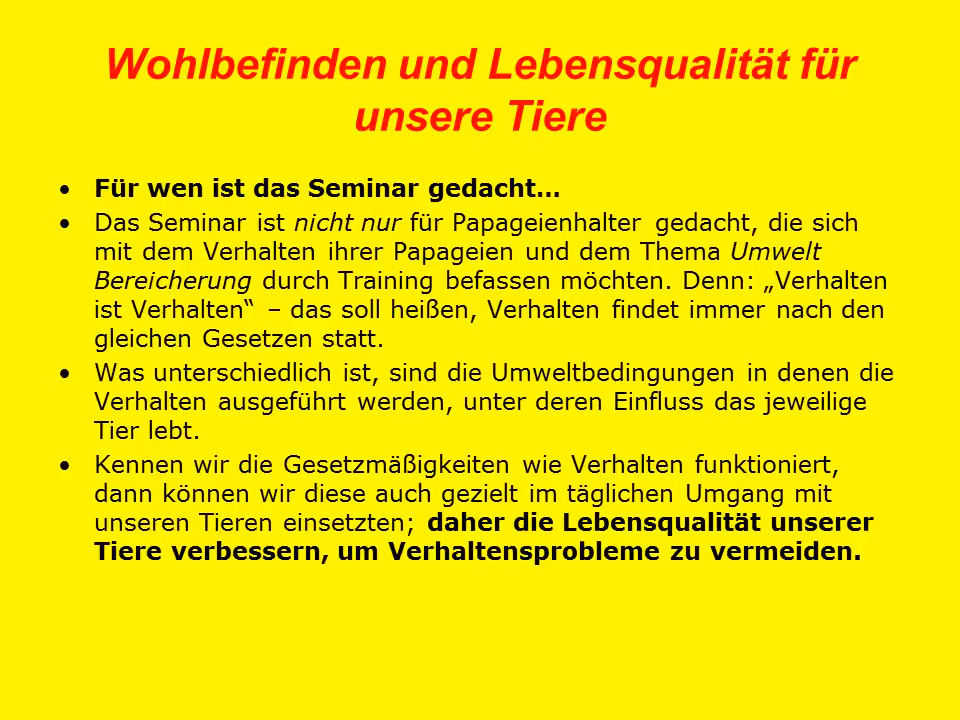 Wohlbefinden und Lebensqualität für
unsere Tiere
• Für wen ist das Seminar gedacht…
• Das Seminar ist nicht nur für Papageienhalter gedacht, die sich
mit dem Verhalten ihrer Papageien und dem Thema Umwelt
Bereicherung durch Training befassen möchten. Denn: „Verhalten
ist Verhalten“ – das soll heißen, Verhalten findet immer nach den
gleichen Gesetzen statt.
• Was unterschiedlich ist, sind die Umweltbedingungen in denen die
Verhalten ausgeführt werden, unter deren Einfluss das jeweilige
Tier lebt.
• Kennen wir die Gesetzmäßigkeiten wie Verhalten funktioniert,
dann können wir diese auch gezielt im täglichen Umgang mit
unseren Tieren einsetzten; daher die Lebensqualität unserer
Tiere verbessern, um Verhaltensprobleme zu vermeiden.